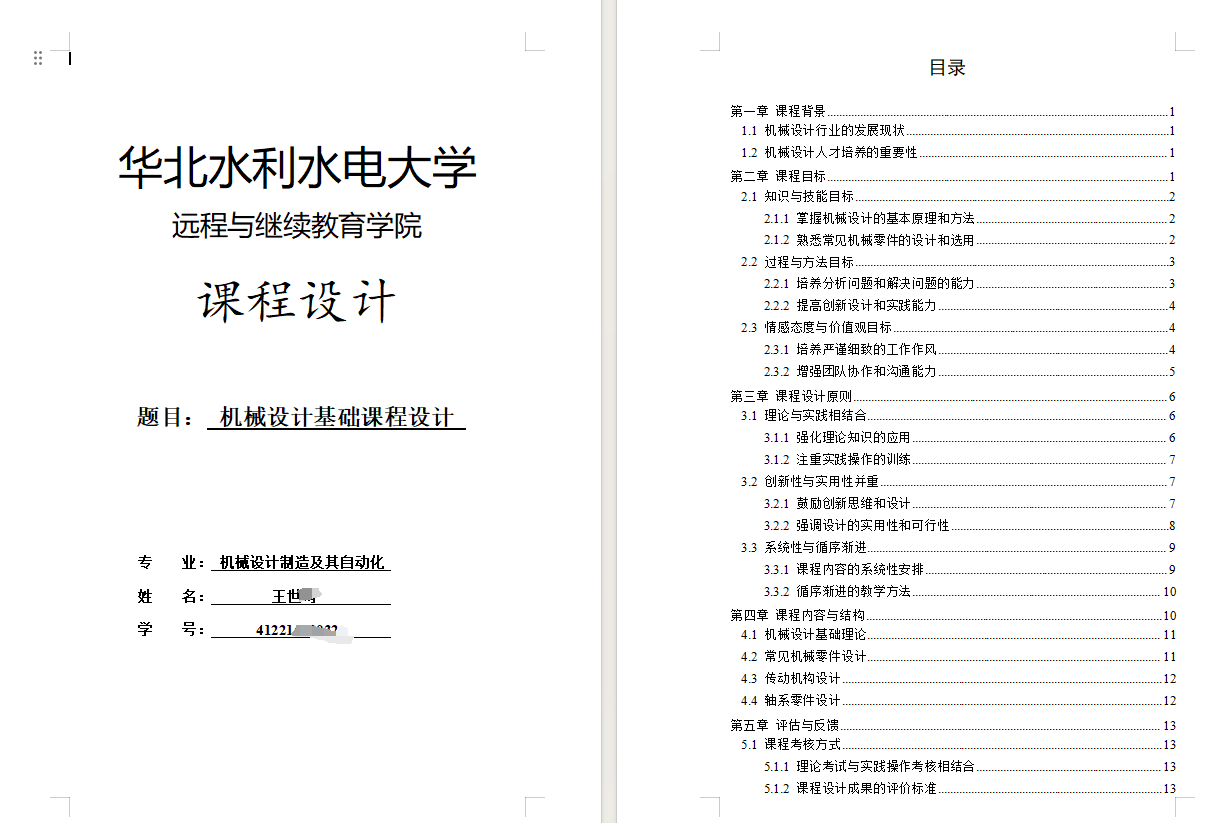 华北水利水电大学
远程与继续教育学院
课程设计
题目： 机械设计基础课程设计
专 业： 机械设计制造及其自动化
姓 名： 王世
学 号： 41221
目录
第一章 课程背景 1
1.1 机械设计行业的发展现状 1
1.2 机械设计人才培养的重要性 1
第二章 课程目标 1
2.1 知识与技能目标 2
2.1.1 掌握机械设计的基本原理和方法 2
2.1.2 熟悉常见机械零件的设计和选用 2
2.2 过程与方法目标 3
2.2.1 培养分析问题和解决问题的能力 3
2.2.2 提高创新设计和实践能力 4
2.3 情感态度与价值观目标 4
2.3.1 培养严谨细致的工作作风 4
2.3.2 增强团队协作和沟通能力 5
第三章 课程设计原则 6
3.1 理论与实践相结合 6
3.1.1 强化理论知识的应用 6
3.1.2 注重实践操作的训练 7
3.2 创新性与实用性并重 7
3.2.1 鼓励创新思维和设计 7
3.2.2 强调设计的实用性和可行性 8
3.3 系统性与循序渐进 9
3.3.1 课程内容的系统性安排 9
3.3.2 循序渐进的教学方法 10
第四章 课程内容与结构 10
4.1 机械设计基础理论 11
4.2 常见机械零件设计 11
4.3 传动机构设计 12
4.4 轴系零件设计 12
第五章 评估与反馈 13
5.1 课程考核方式 13
5.1.1 理论考试与实践操作考核相结合 13
5.1.2 课程设计成果的评价标准 13